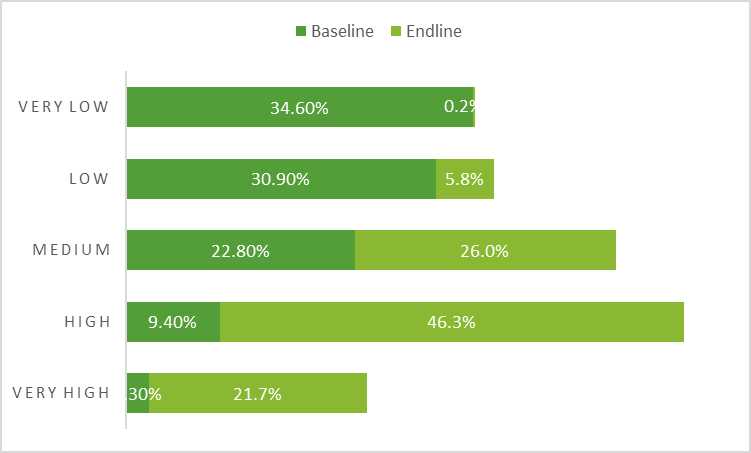 Baseline Endline
VERY LOW 34.60% 0.2%
LOW 30.90% 5.8%
MEDIUM 22.80% 26.0%
HIGH 9.40% 46.3%
VERY HIGH .30% 21.7%